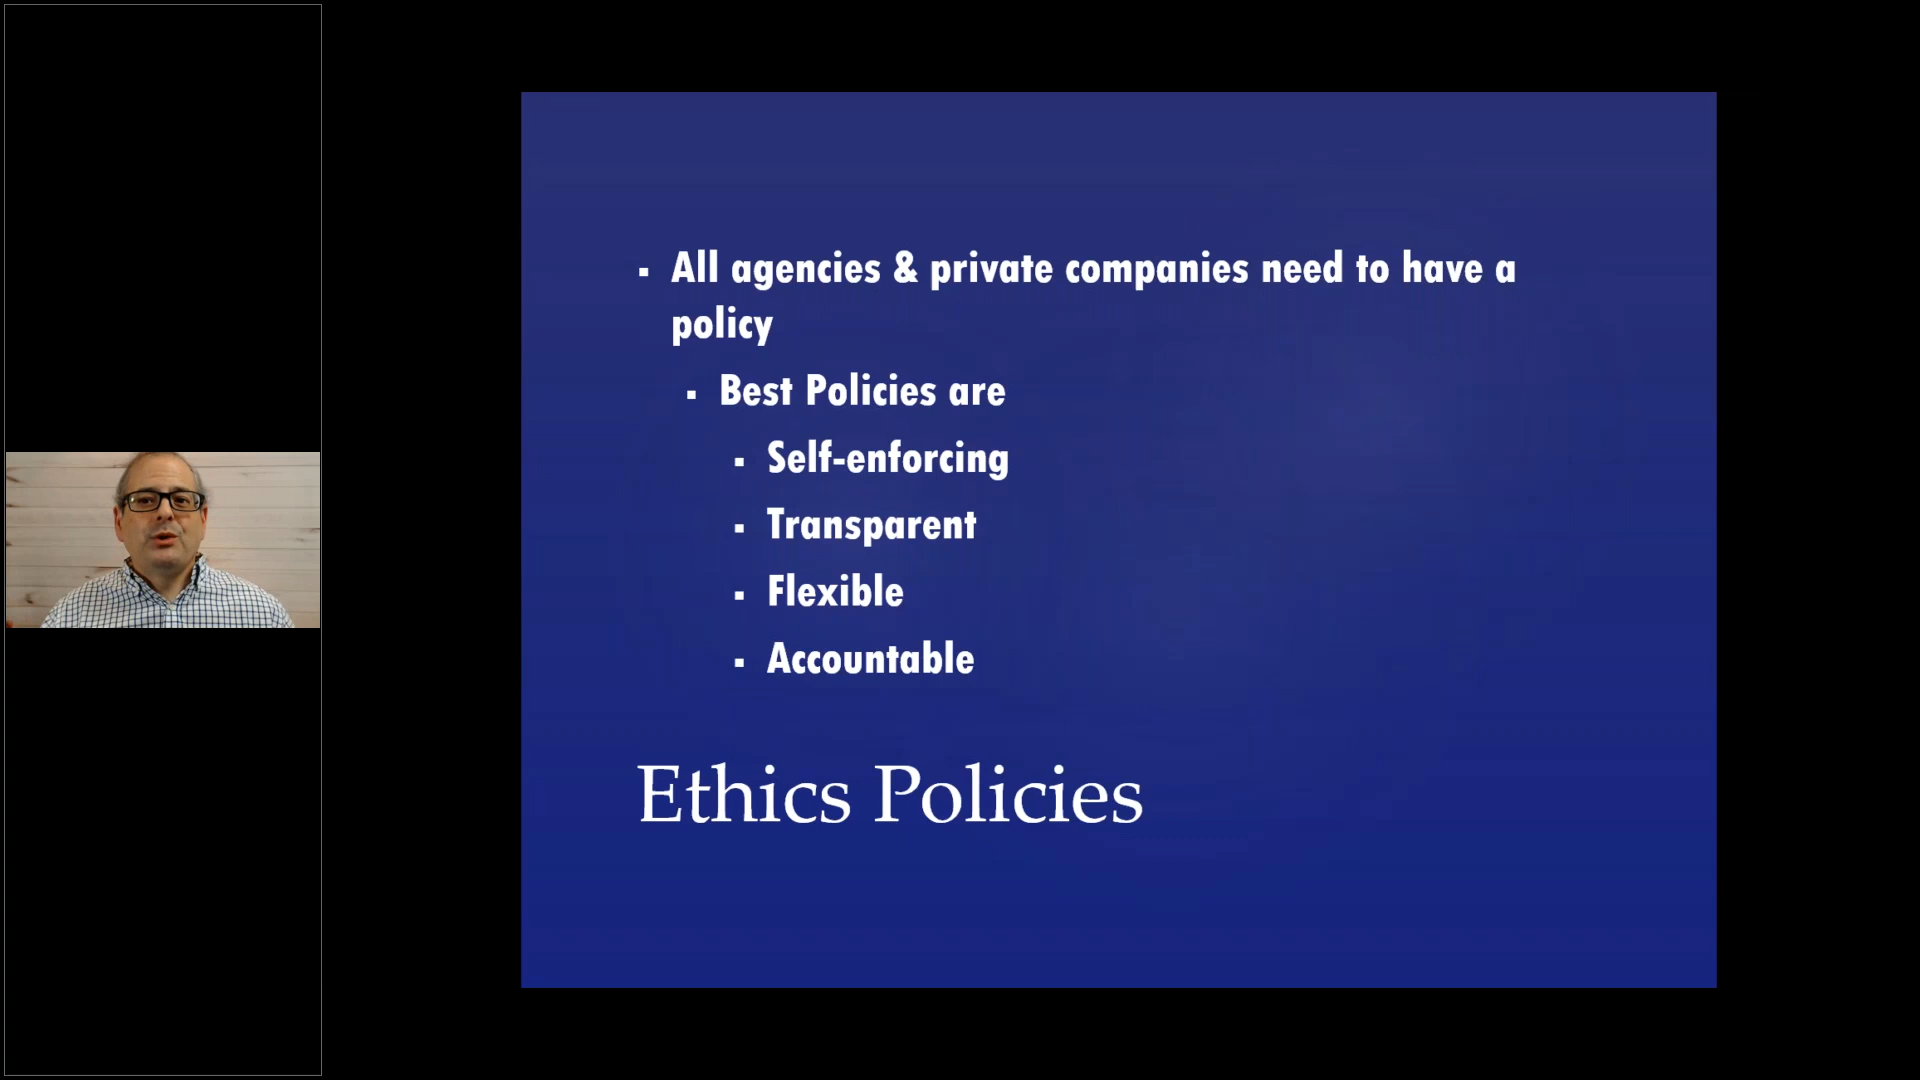 ▪ All agencies & private companies need to have a
policy
▪ Best Policies are
▪ Self-enforcing
▪ Transparent
▪ Flexible
▪ Accountable
Ethics Policies